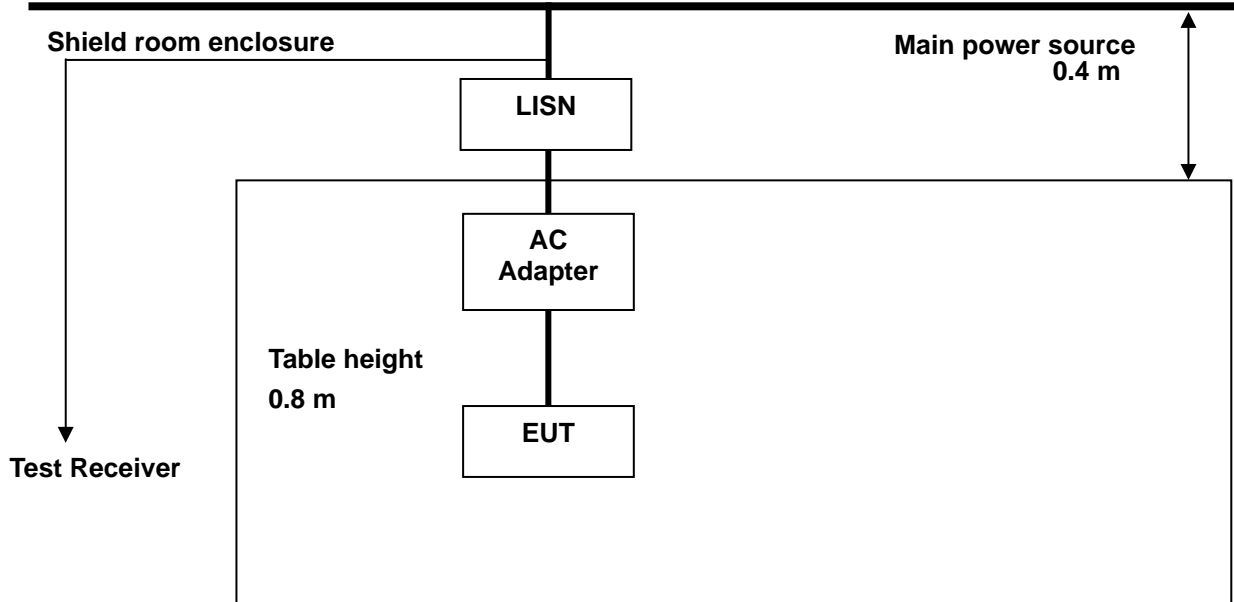 Shield room enclosure
Main power source
0.4 m
LISN
AC
Adapter
Table height
0.8 m
EUT
Test Receiver